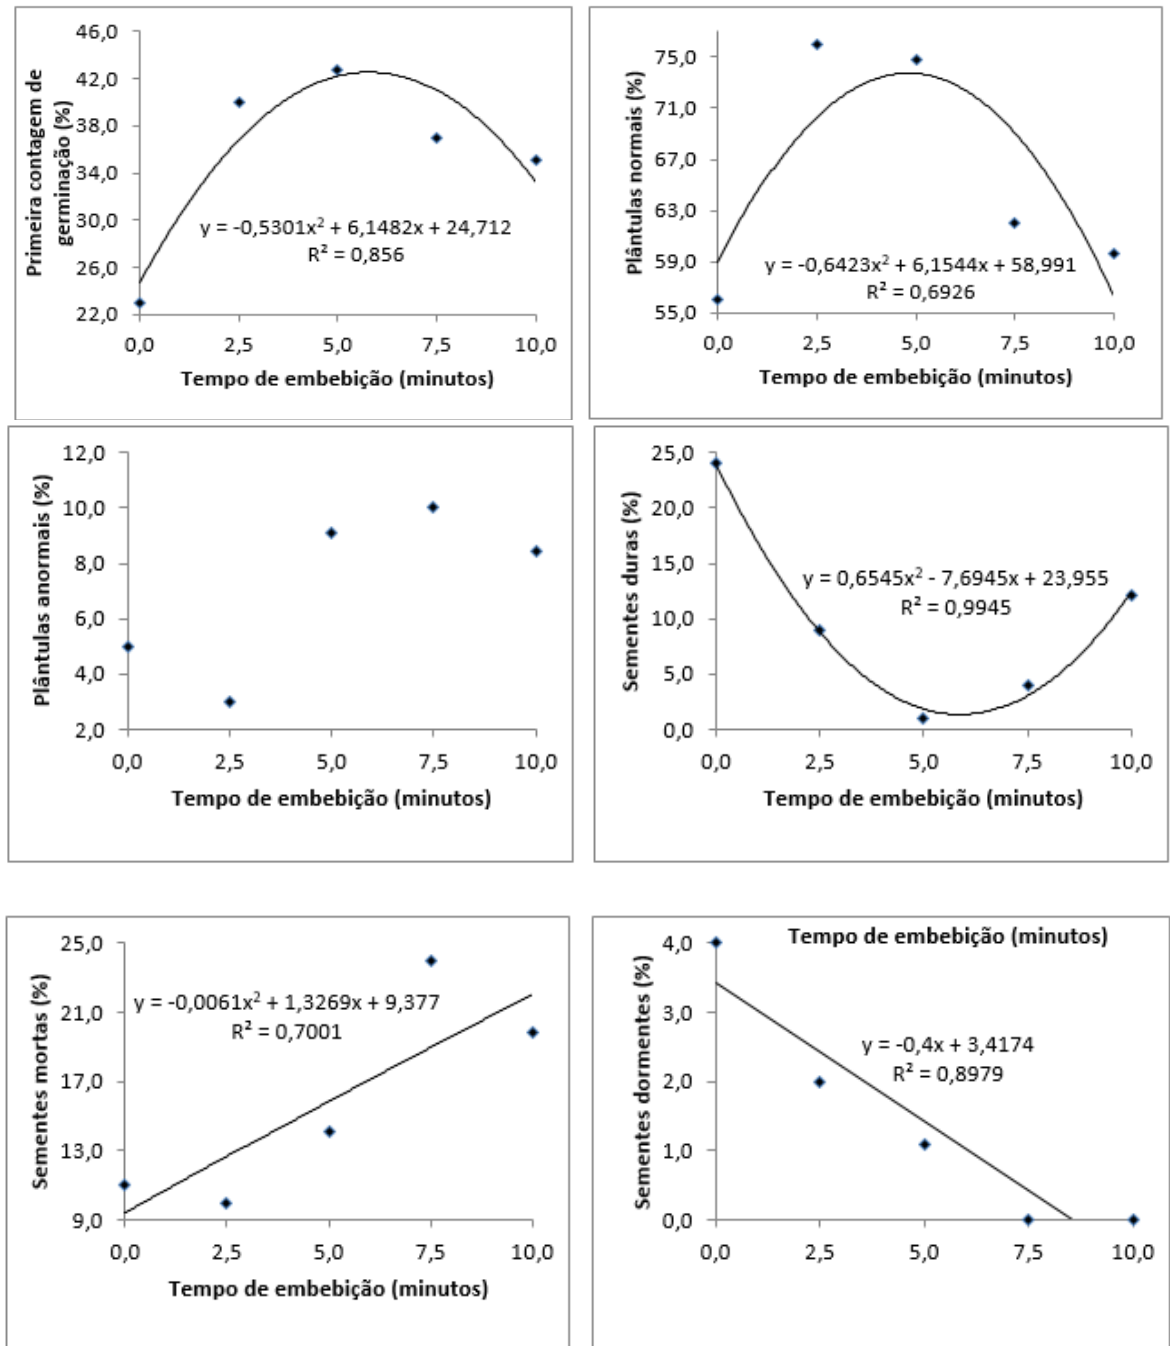 46,0
42,0
38,0
34,0
30,0
26,0
22,0
Primeira contagem de
germinação (%)
y = -0,5301x² + 6,1482x + 24,712
R² = 0,856
0,0 2,5 5,0 7,5 10,0
Tempo de embebição (minutos)
75,0
71,0
67,0
63,0
59,0
55,0
Plântulas normais (%)
y = -0,6423x² + 6,1544x + 58,991
R² = 0,6926
0,0 2,5 5,0 7,5 10,0
Tempo de embebição (minutos)
12,0
10,0
8,0
6,0
4,0
2,0
Plântulas anormais (%)
0,0 2,5 5,0 7,5 10,0
Tempo de embebição (minutos)
25,0
20,0
15,0
10,0
5,0
0,0
Sementes duras (%)
y = 0,6545x² - 7,6945x + 23,955
R² = 0,9945
0,0 2,5 5,0 7,5 10,0
Tempo de embebição (minutos)
25,0
21,0
17,0
13,0
9,0
Sementes mortas (%)
y = -0,0061x² + 1,3269x + 9,377
R² = 0,7001
0,0 2,5 5,0 7,5 10,0
Tempo de embebição (minutos)
Tempo de embebição (minutos)
4,0
3,0
2,0
1,0
0,0
Sementes dormentes (%)
y = -0,4x + 3,4174
R² = 0,8979
0,0 2,5 5,0 7,5 10,0